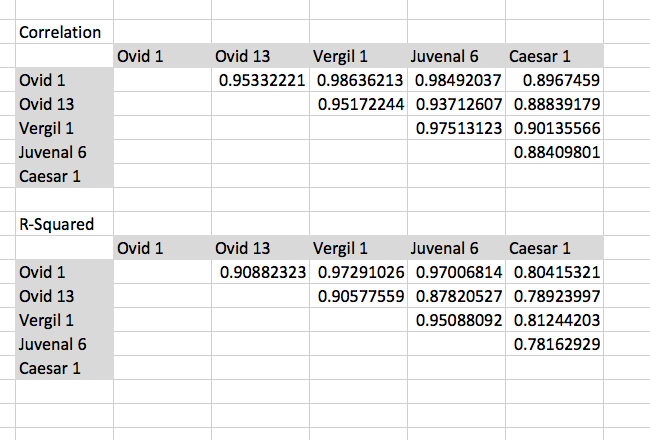 Correlation
Ovid 1 Ovid 13 Vergil 1 Juvenal 6 Caesar 1
Ovid 1 0.95332221 0.98636213 0.98492037 0.8967459
Ovid 13 0.95172244 0.93712607 0.88839179
Vergil 1 0.97513123 0.90135566
Juvenal 6 0.88409801
Caesar 1
R-Squared
Ovid 1 Ovid 13 Vergil 1 Juvenal 6 Caesar 1
Ovid 1 0.90882323 0.97291026 0.97006814 0.80415321
Ovid 13 0.90577559 0.87820527 0.78923997
Vergil 1 0.95088092 0.81244203
Juvenal 6 0.78162929
Caesar 1